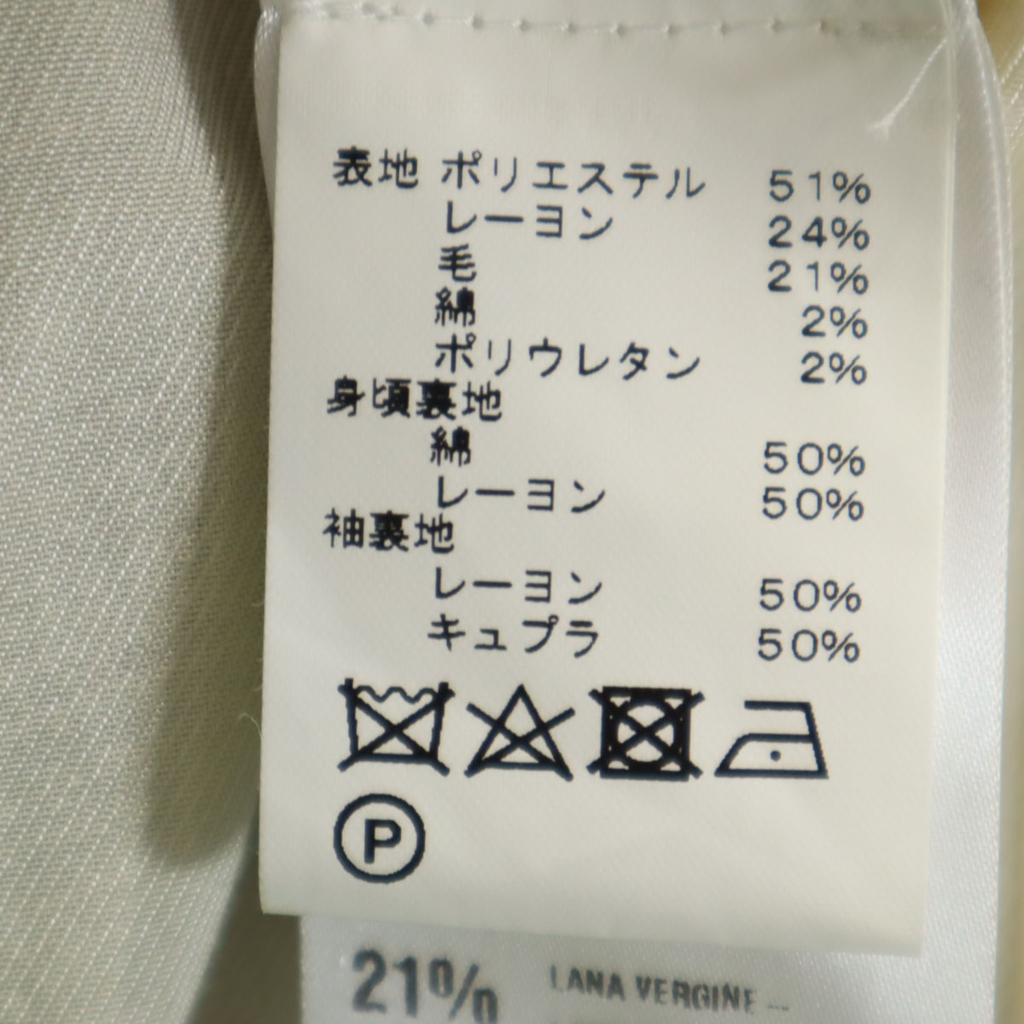 表地 ポリエステル 51%
レーヨン 24%
毛 21%
綿 2%
ポリウレタン 2%
身頃裏地
綿 50%
レーヨン 50%
袖裏地
レーヨン 50%
キュプラ 50%
P
21% LANA VERGINE